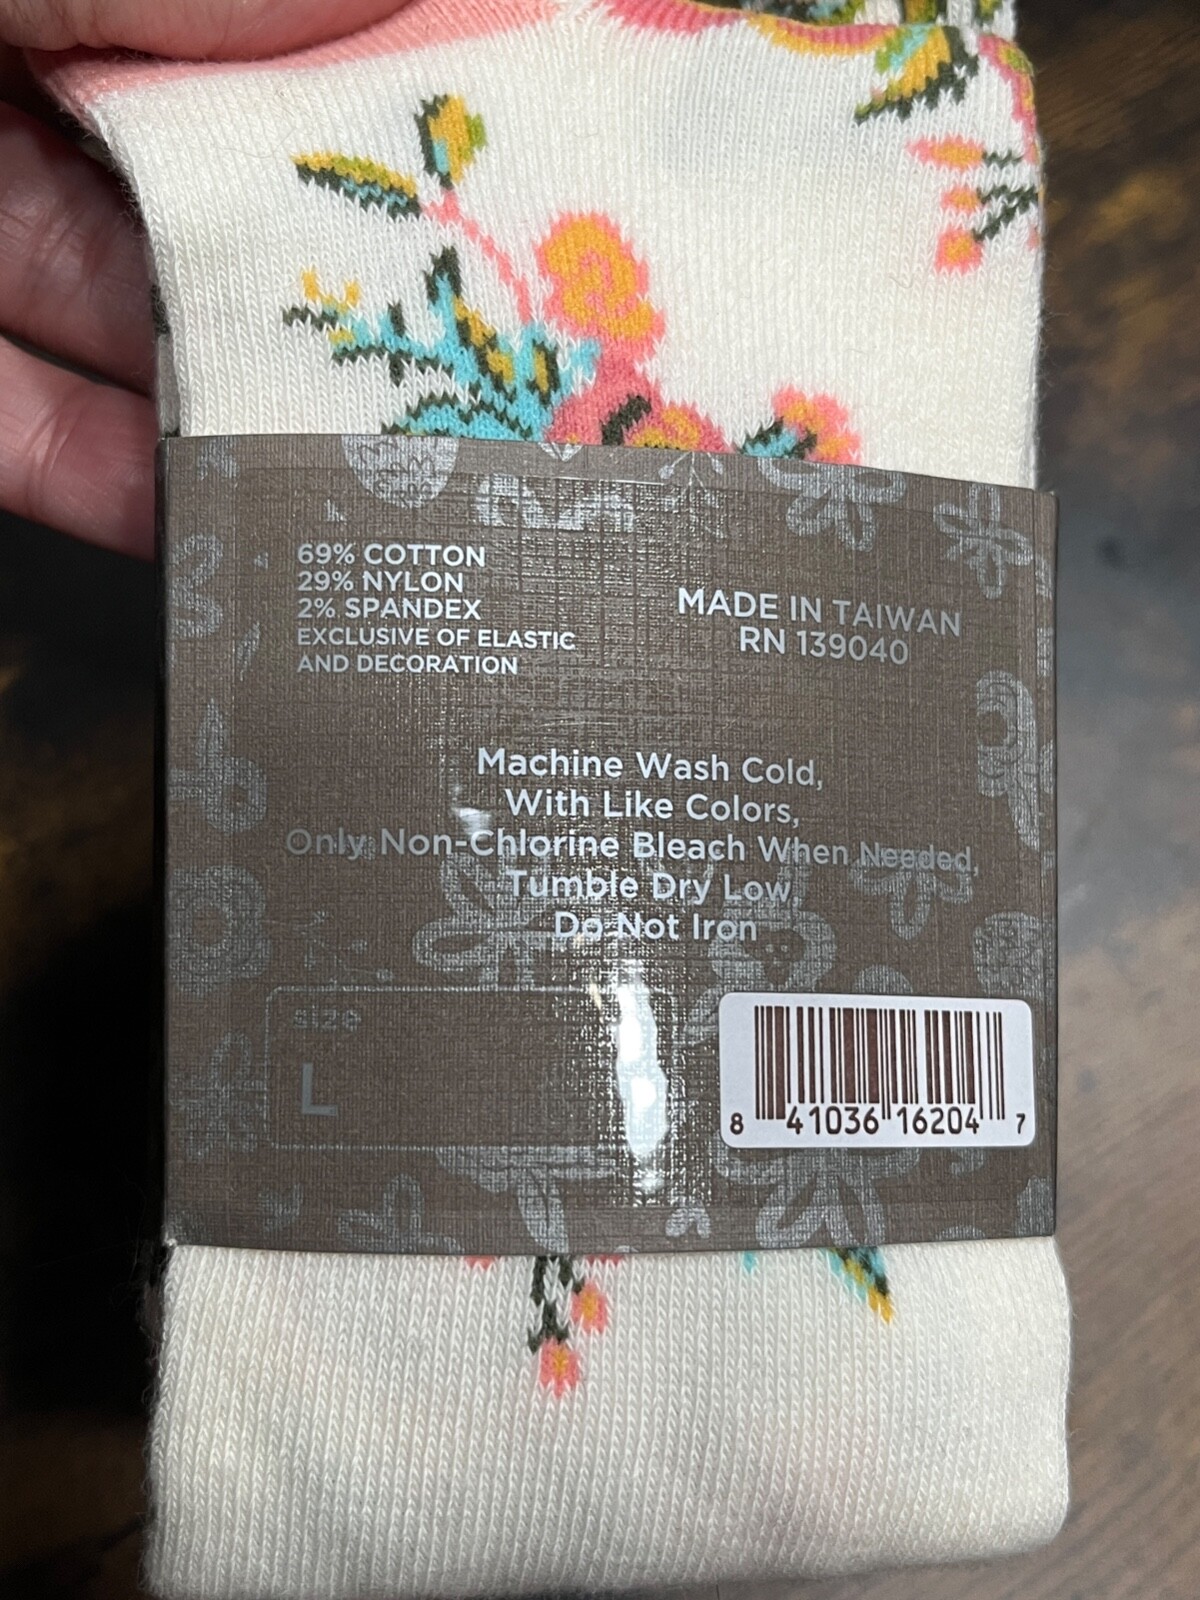 69% COTTON
29% NYLON
2% SPANDEX
EXCLUSIVE OF ELASTIC
AND DECORATION
MADE IN TAIWAN
RN 139040
Machine Wash Cold,
With Like Colors,
Only Non-Chlorine Bleach When Needed,
Tumble Dry Low,
Do Not Iron
size
L
8 41036 16204 7